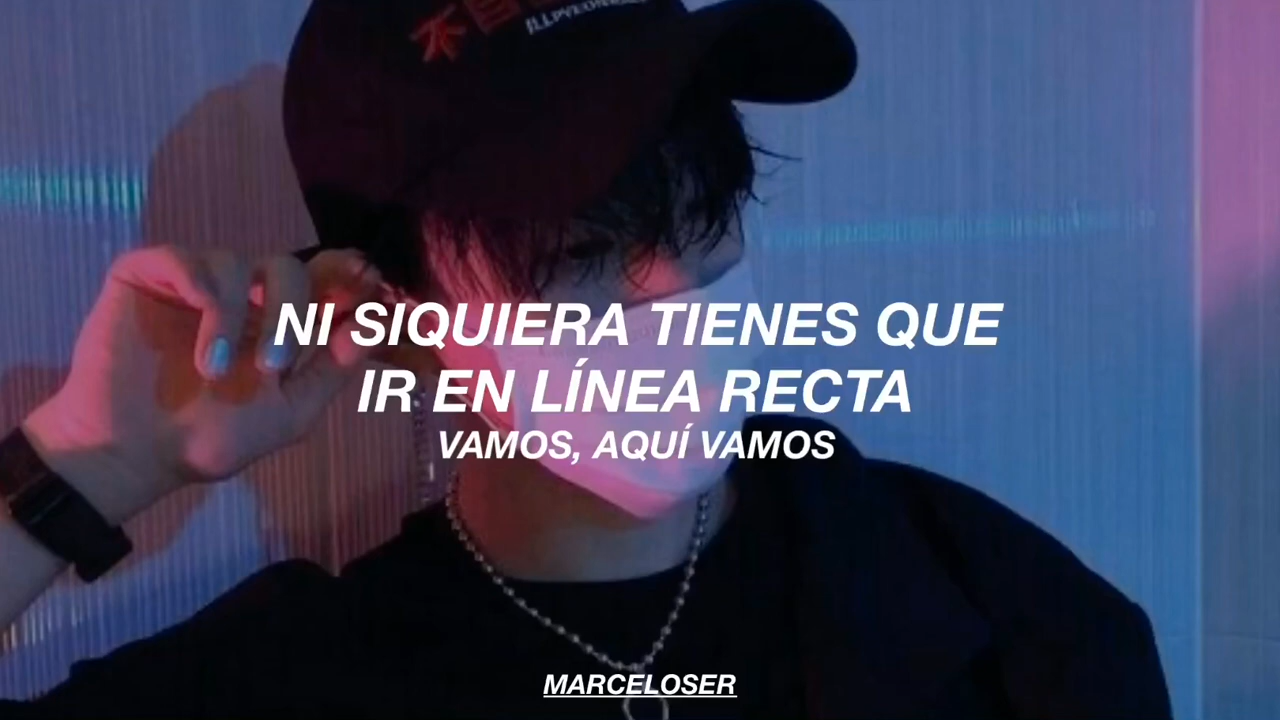 NI SIQUIERA TIENES QUE
IR EN LÍNEA RECTA
VAMOS, AQUÍ VAMOS
MARCELOSER